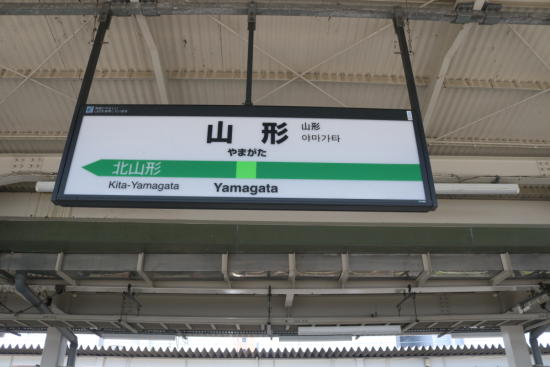 山形
山形
야마가타
やまがた
北山形
Kita-Yamagata
Yamagata